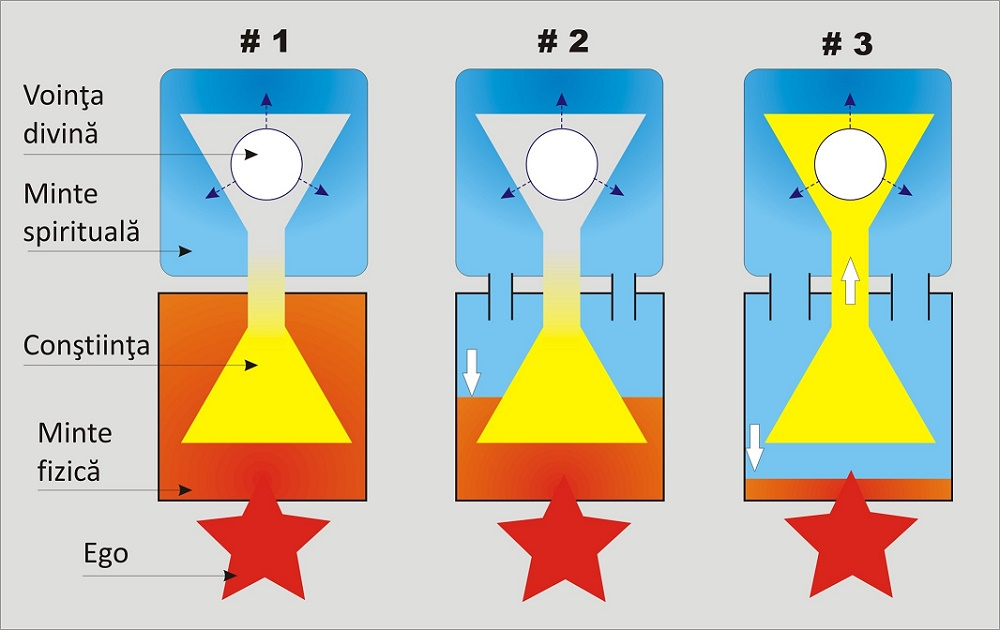 # 1
# 2
# 3
Voinţa
divină
Minte
spirituală
Conştiinţa
Minte
fizică
Ego